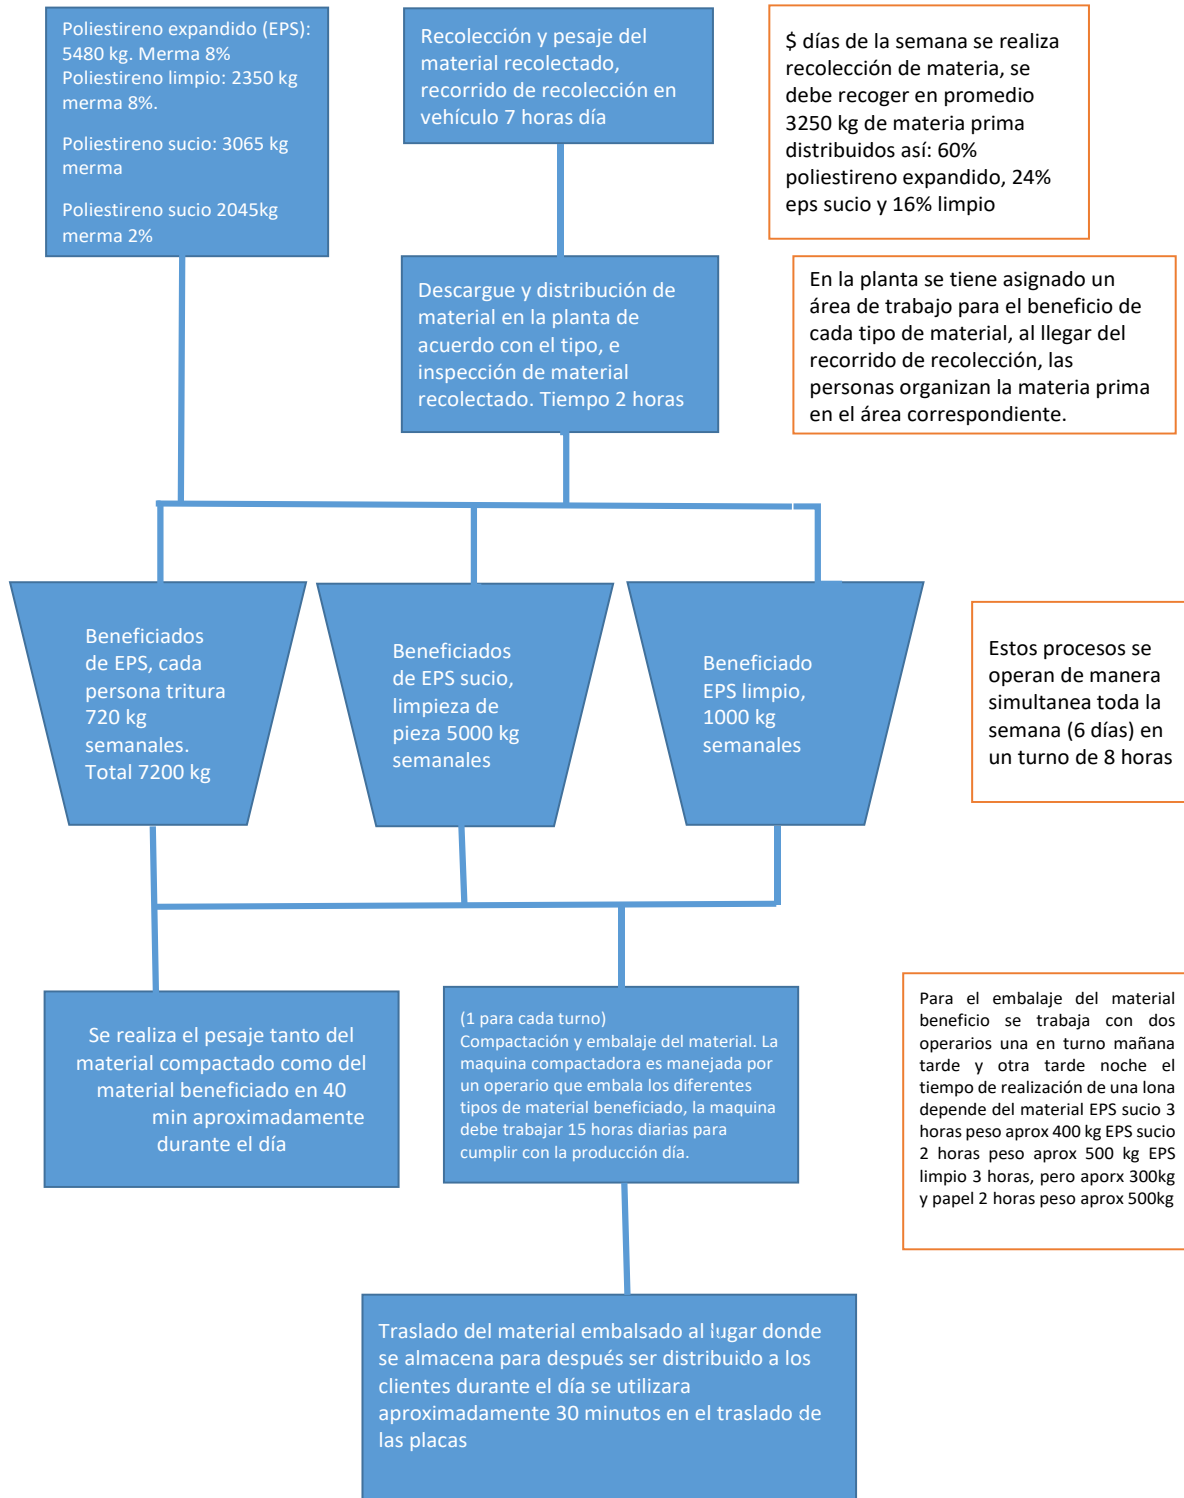 Poliestireno expandido (EPS):
5480 kg. Merma 8%
Poliestireno limpio: 2350 kg
merma 8%.
Poliestireno sucio: 3065 kg
merma
Poliestireno sucio 2045kg
merma 2%
Recolección y pesaje del
material recolectado,
recorrido de recolección en
vehículo 7 horas día
$ días de la semana se realiza
recolección de materia, se
debe recoger en promedio
3250 kg de materia prima
distribuidos así: 60%
poliestireno expandido, 24%
eps sucio y 16% limpio
Descargue y distribución de
material en la planta de
acuerdo con el tipo, e
inspección de material
recolectado. Tiempo 2 horas
En la planta se tiene asignado un
área de trabajo para el beneficio de
cada tipo de material, al llegar del
recorrido de recolección, las
personas organizan la materia prima
en el área correspondiente.
Beneficiados
de EPS, cada
persona tritura
720 kg
semanales.
Total 7200 kg
Beneficiados
de EPS sucio,
limpieza de
pieza 5000 kg
semanales
Beneficiado
EPS limpio,
1000 kg
semanales
Estos procesos se
operan de manera
simultanea toda la
semana (6 días) en
un turno de 8 horas
Se realiza el pesaje tanto del
material compactado como del
material beneficiado en 40
min aproximadamente
durante el día
(1 para cada turno)
Compactación y embalaje del material. La
maquina compactadora es manejada por
un operario que embala los diferentes
tipos de material beneficiado, la maquina
debe trabajar 15 horas diarias para
cumplir con la producción día.
Para el embalaje del material
beneficio se trabaja con dos
operarios una en turno mañana
tarde y otra tarde noche el
tiempo de realización de una lona
depende del material EPS sucio 3
horas peso aprox 400 kg EPS sucio
2 horas peso aprox 500 kg EPS
limpio 3 horas, pero aporx 300kg
y papel 2 horas peso aprox 500kg
Traslado del material embalsado al lugar donde
se almacena para después ser distribuido a los
clientes durante el día se utilizara
aproximadamente 30 minutos en el traslado de
las placas